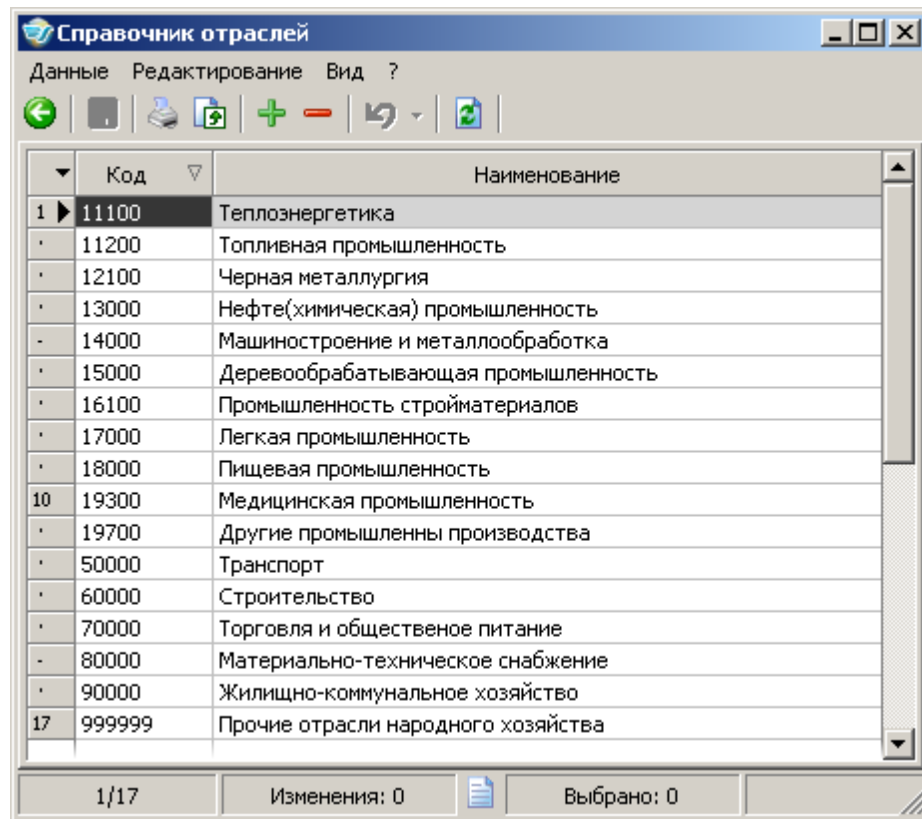 Справочник отраслей
Данные Редактирование Вид ?
Код Наименование
1 11100 Теплоэнергетика
11200 Топливная промышленность
12100 Черная металлургия
13000 Нефте(химическая) промышленность
14000 Машиностроение и металлообработка
15000 Деревообрабатывающая промышленность
16100 Промышленность стройматериалов
17000 Легкая промышленность
18000 Пищевая промышленность
10 19300 Медицинская промышленность
19700 Другие промышленны производства
50000 Транспорт
60000 Строительство
70000 Торговля и общественое питание
80000 Материально-техническое снабжение
90000 Жилищно-коммунальное хозяйство
17 999999 Прочие отрасли народного хозяйства
1/17 Изменения: 0 Выбрано: 0